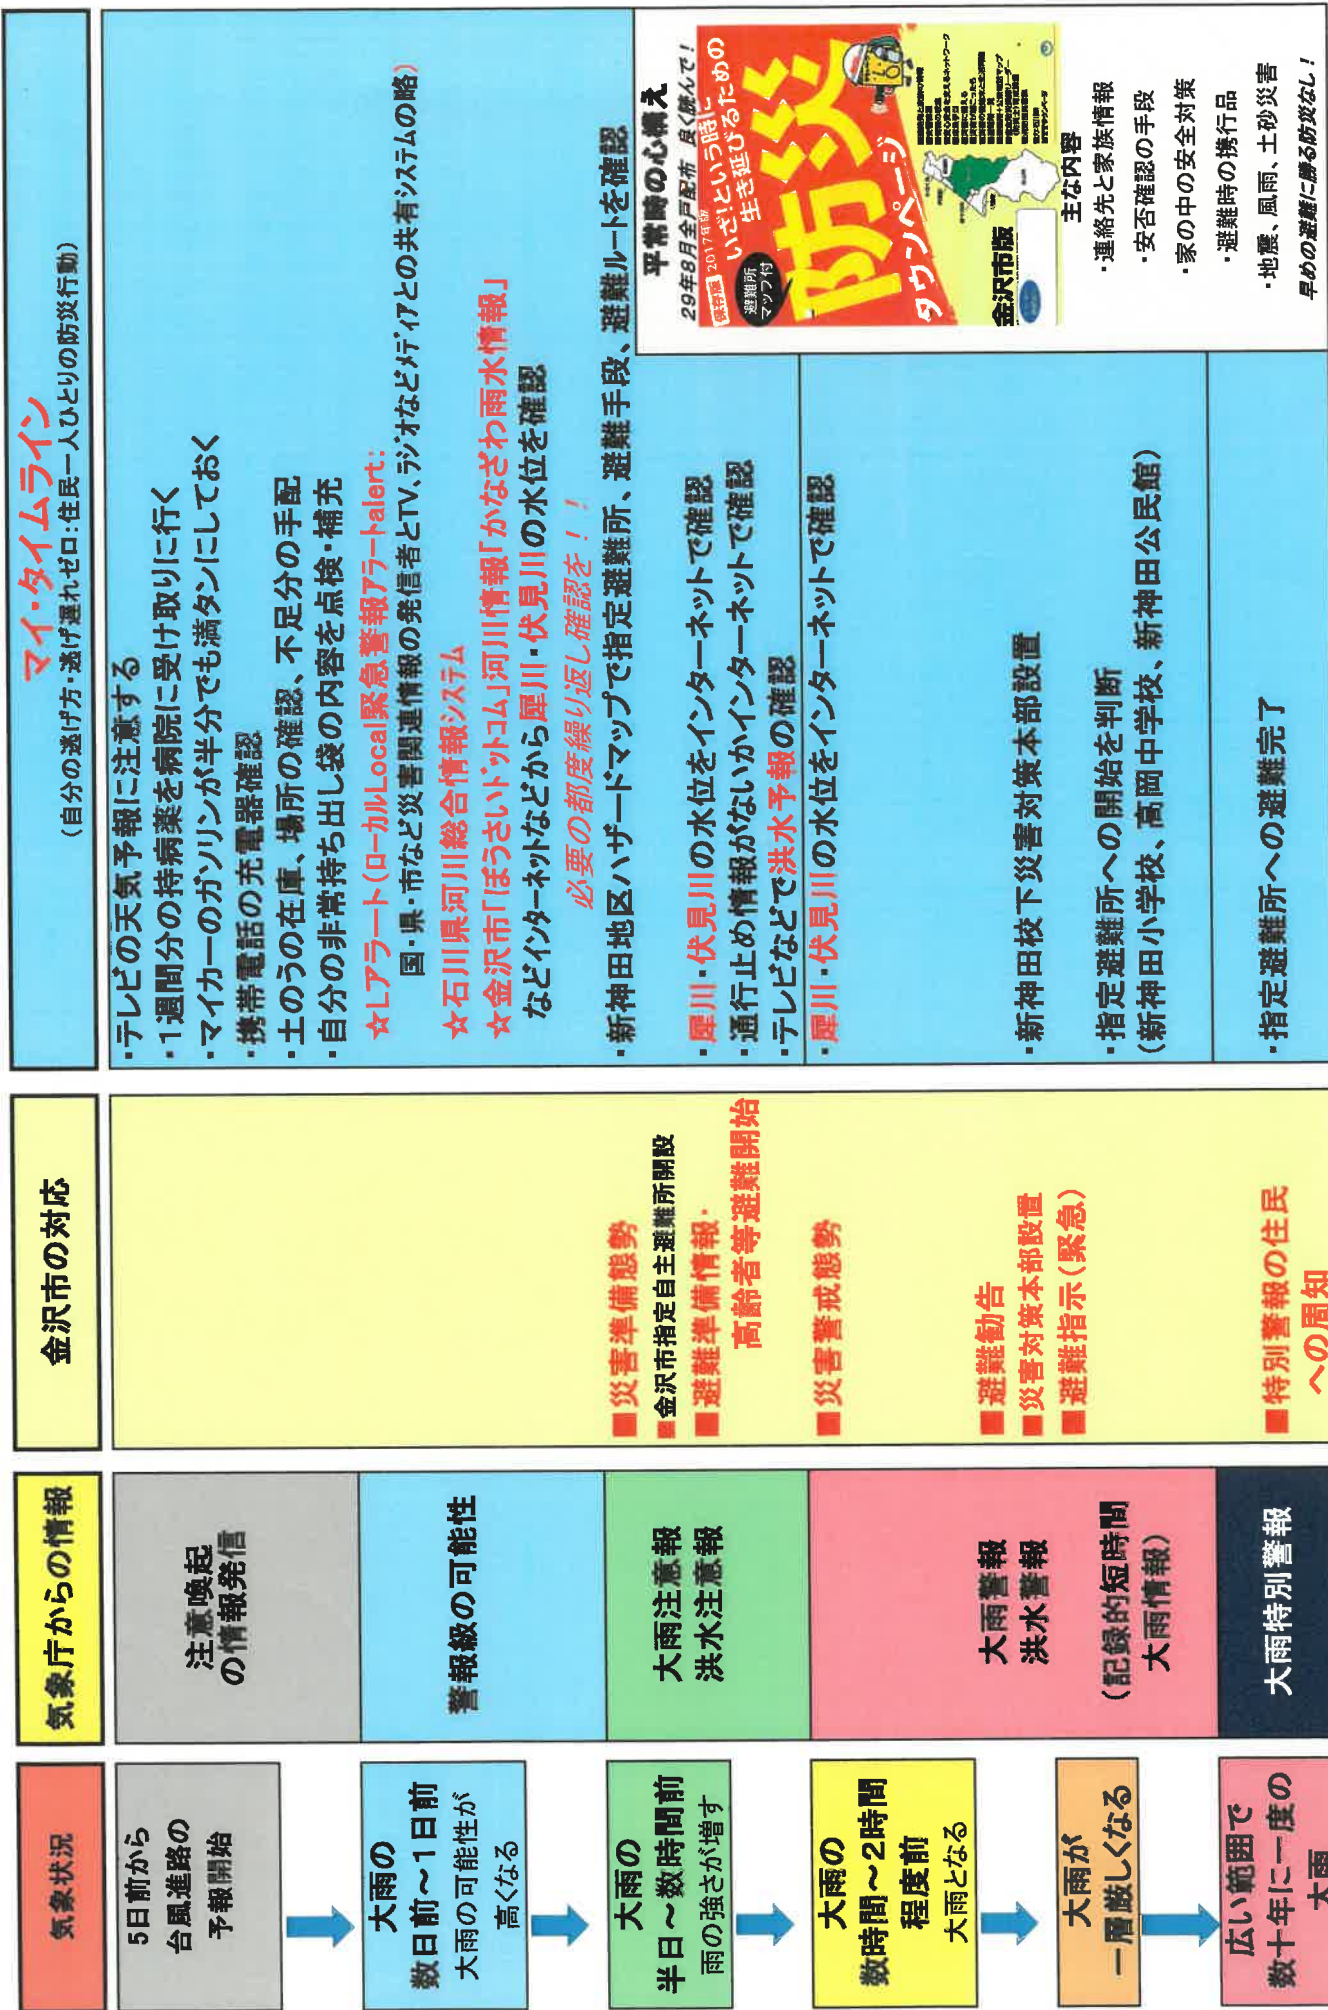 マイ・タイムライン
（自分の逃げ方・逃げ遅れゼロ：住民一人ひとりの防災行動）
気象状況
気象庁からの情報
金沢市の対応
5日前から
台風進路の
予報開始
大雨の
数日前～1日前
大雨の可能性が
高くなる
大雨の
半日～数時間前
雨の強さが増す
大雨の
数時間～2時間
程度前
大雨となる
大雨が
一層厳しくなる
広い範囲で
数十年に一度の
大雨
注意喚起
の情報発信
警報級の可能性
大雨注意報
洪水注意報
大雨警報
洪水警報
（記録的短時間
大雨情報）
大雨特別警報
■災害準備態勢
■金沢市指定自主避難所開設
■避難準備情報・
高齢者等避難開始
■災害警戒態勢
■避難勧告
■災害対策本部設置
■避難指示（緊急）
■特別警報の住民
への周知
・テレビの天気予報に注意する
・1週間分の持病薬を病院に受け取りに行く
・マイカーのガソリンが半分でも満タンにしておく
・携帯電話の充電器確認
・土のうの在庫、場所の確認、不足分の手配
・自分の非常持ち出し袋の内容を点検・補充
☆Lアラート（ローカルLocal緊急警報アラートalert：
国・県・市など災害関連情報の発信者とTV、ラジオなどメディアとの共有システムの略）
☆石川県河川総合情報システム
☆金沢市「ぼうさいドットコム」河川情報「かなざわ雨水情報」
などインターネットなどから犀川・伏見川の水位を確認
必要の都度繰り返し確認を！！
・新神田地区ハザードマップで指定避難所、避難手段、避難ルートを確認
・犀川・伏見川の水位をインターネットで確認
・通行止め情報がないかインターネットで確認
・テレビなどで洪水予報の確認
・犀川・伏見川の水位をインターネットで確認
・新神田校下災害対策本部設置
・指定避難所への開始を判断
（新神田小学校、高岡中学校、新神田公民館）
・指定避難所への避難完了
平常時の心構え
29年8月全戸配布 良く読んで！
保存版 2017年版
いざ！という時に
生き延びるための
避難所
マップ付
防災
タウンページ
金沢市版
主な内容
・連絡先と家族情報
・安否確認の手段
・家の中の安全対策
・避難時の携行品
・地震、風雨、土砂災害
早めの避難に勝る防災なし！